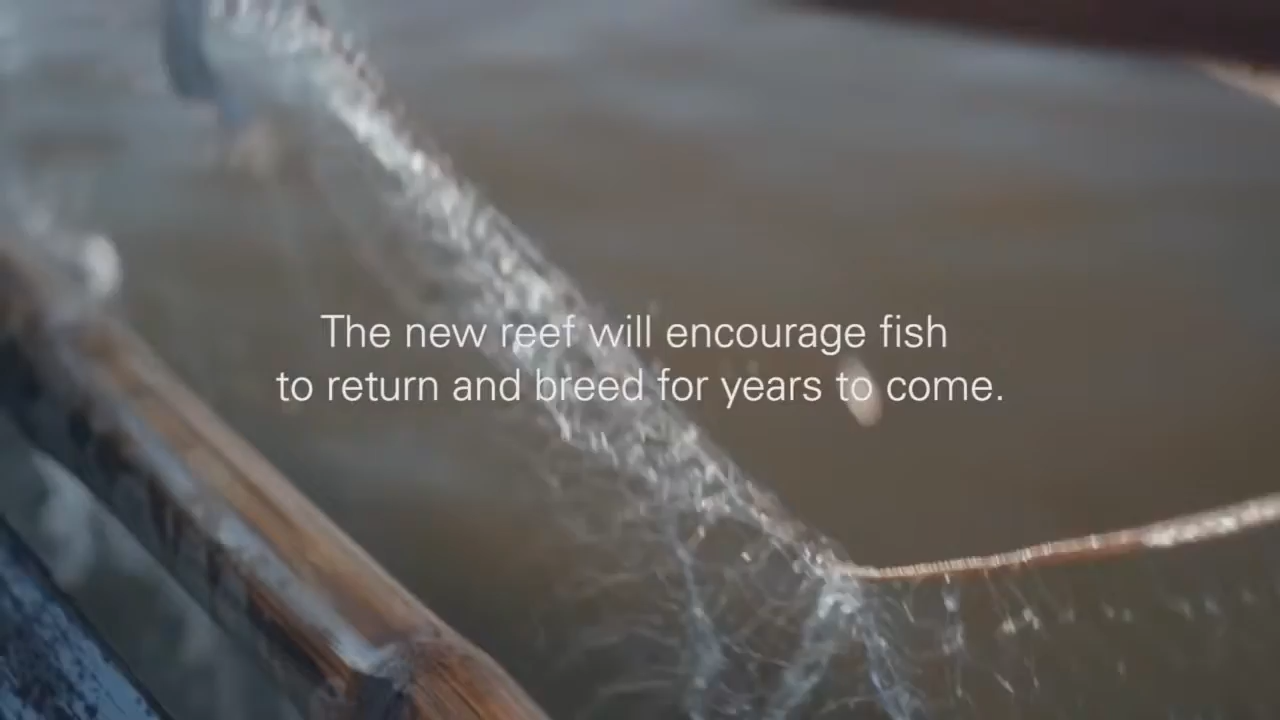 The new reef will encourage fish
to return and breed for years to come.